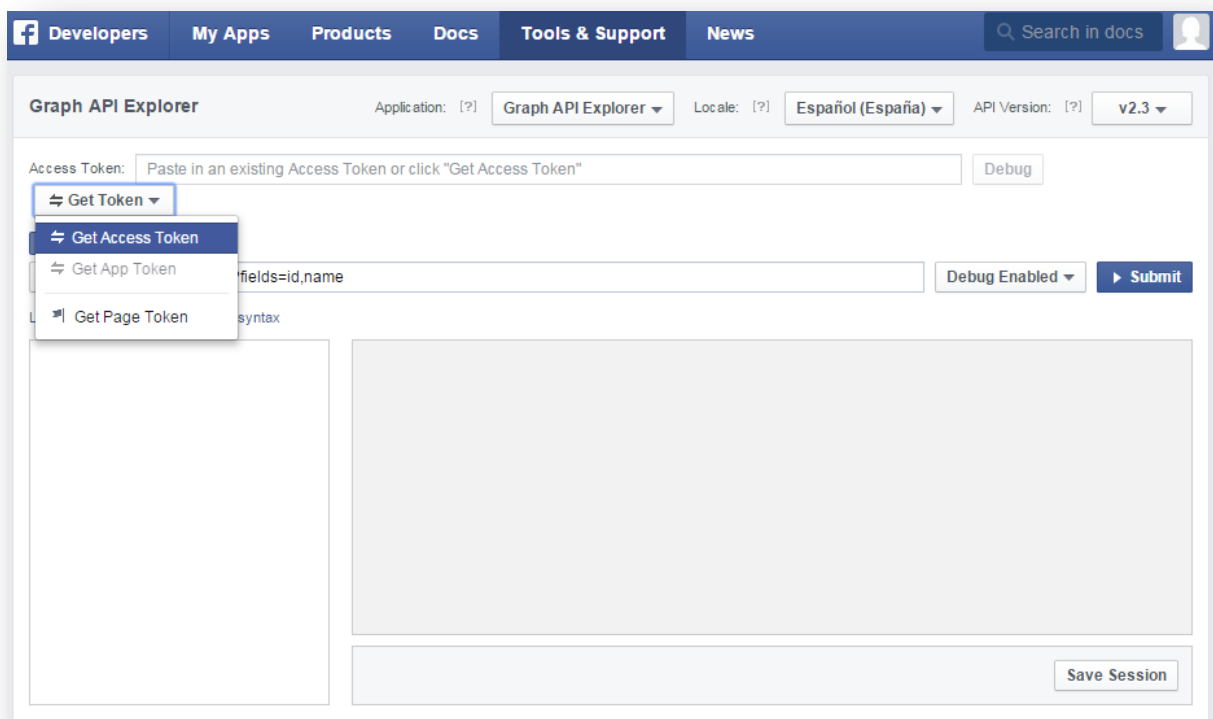 f Developers My Apps Products Docs Tools & Support News Search in docs
Graph API Explorer Application: [?] Graph API Explorer Locale: [?] Español (España) API Version: [?] v2.3
Access Token: Paste in an existing Access Token or click "Get Access Token" Debug
Get Token
Get Access Token
Get App Token
?fields=id,name Debug Enabled Submit
Get Page Token
syntax
Save Session